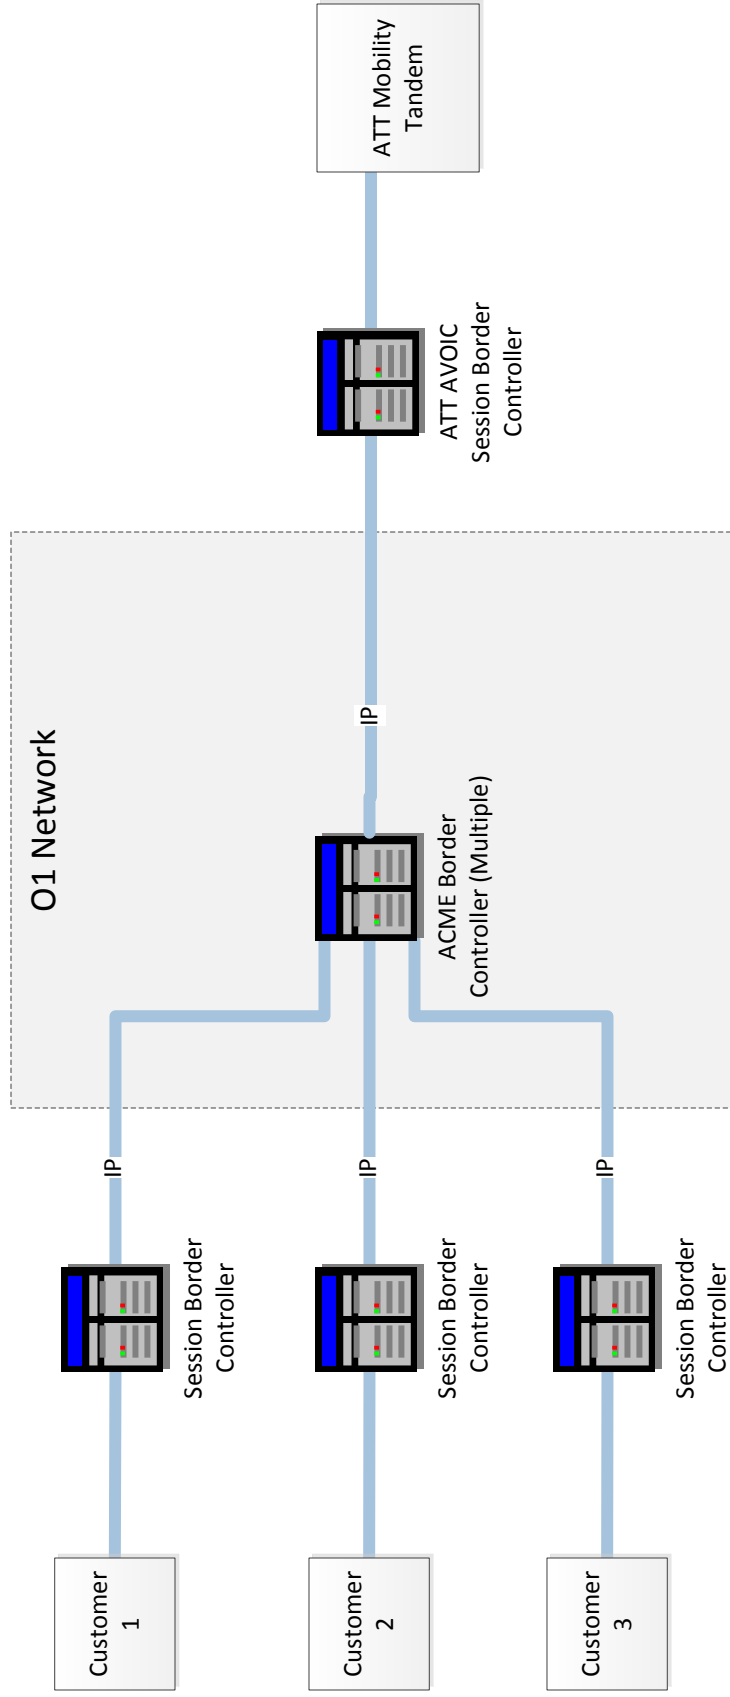 O1 Network
Customer
1
Session Border
Controller
IP
Customer
2
Session Border
Controller
IP
Customer
3
Session Border
Controller
IP
ACME Border
Controller (Multiple)
IP
ATT AVOIC
Session Border
Controller
ATT Mobility
Tandem